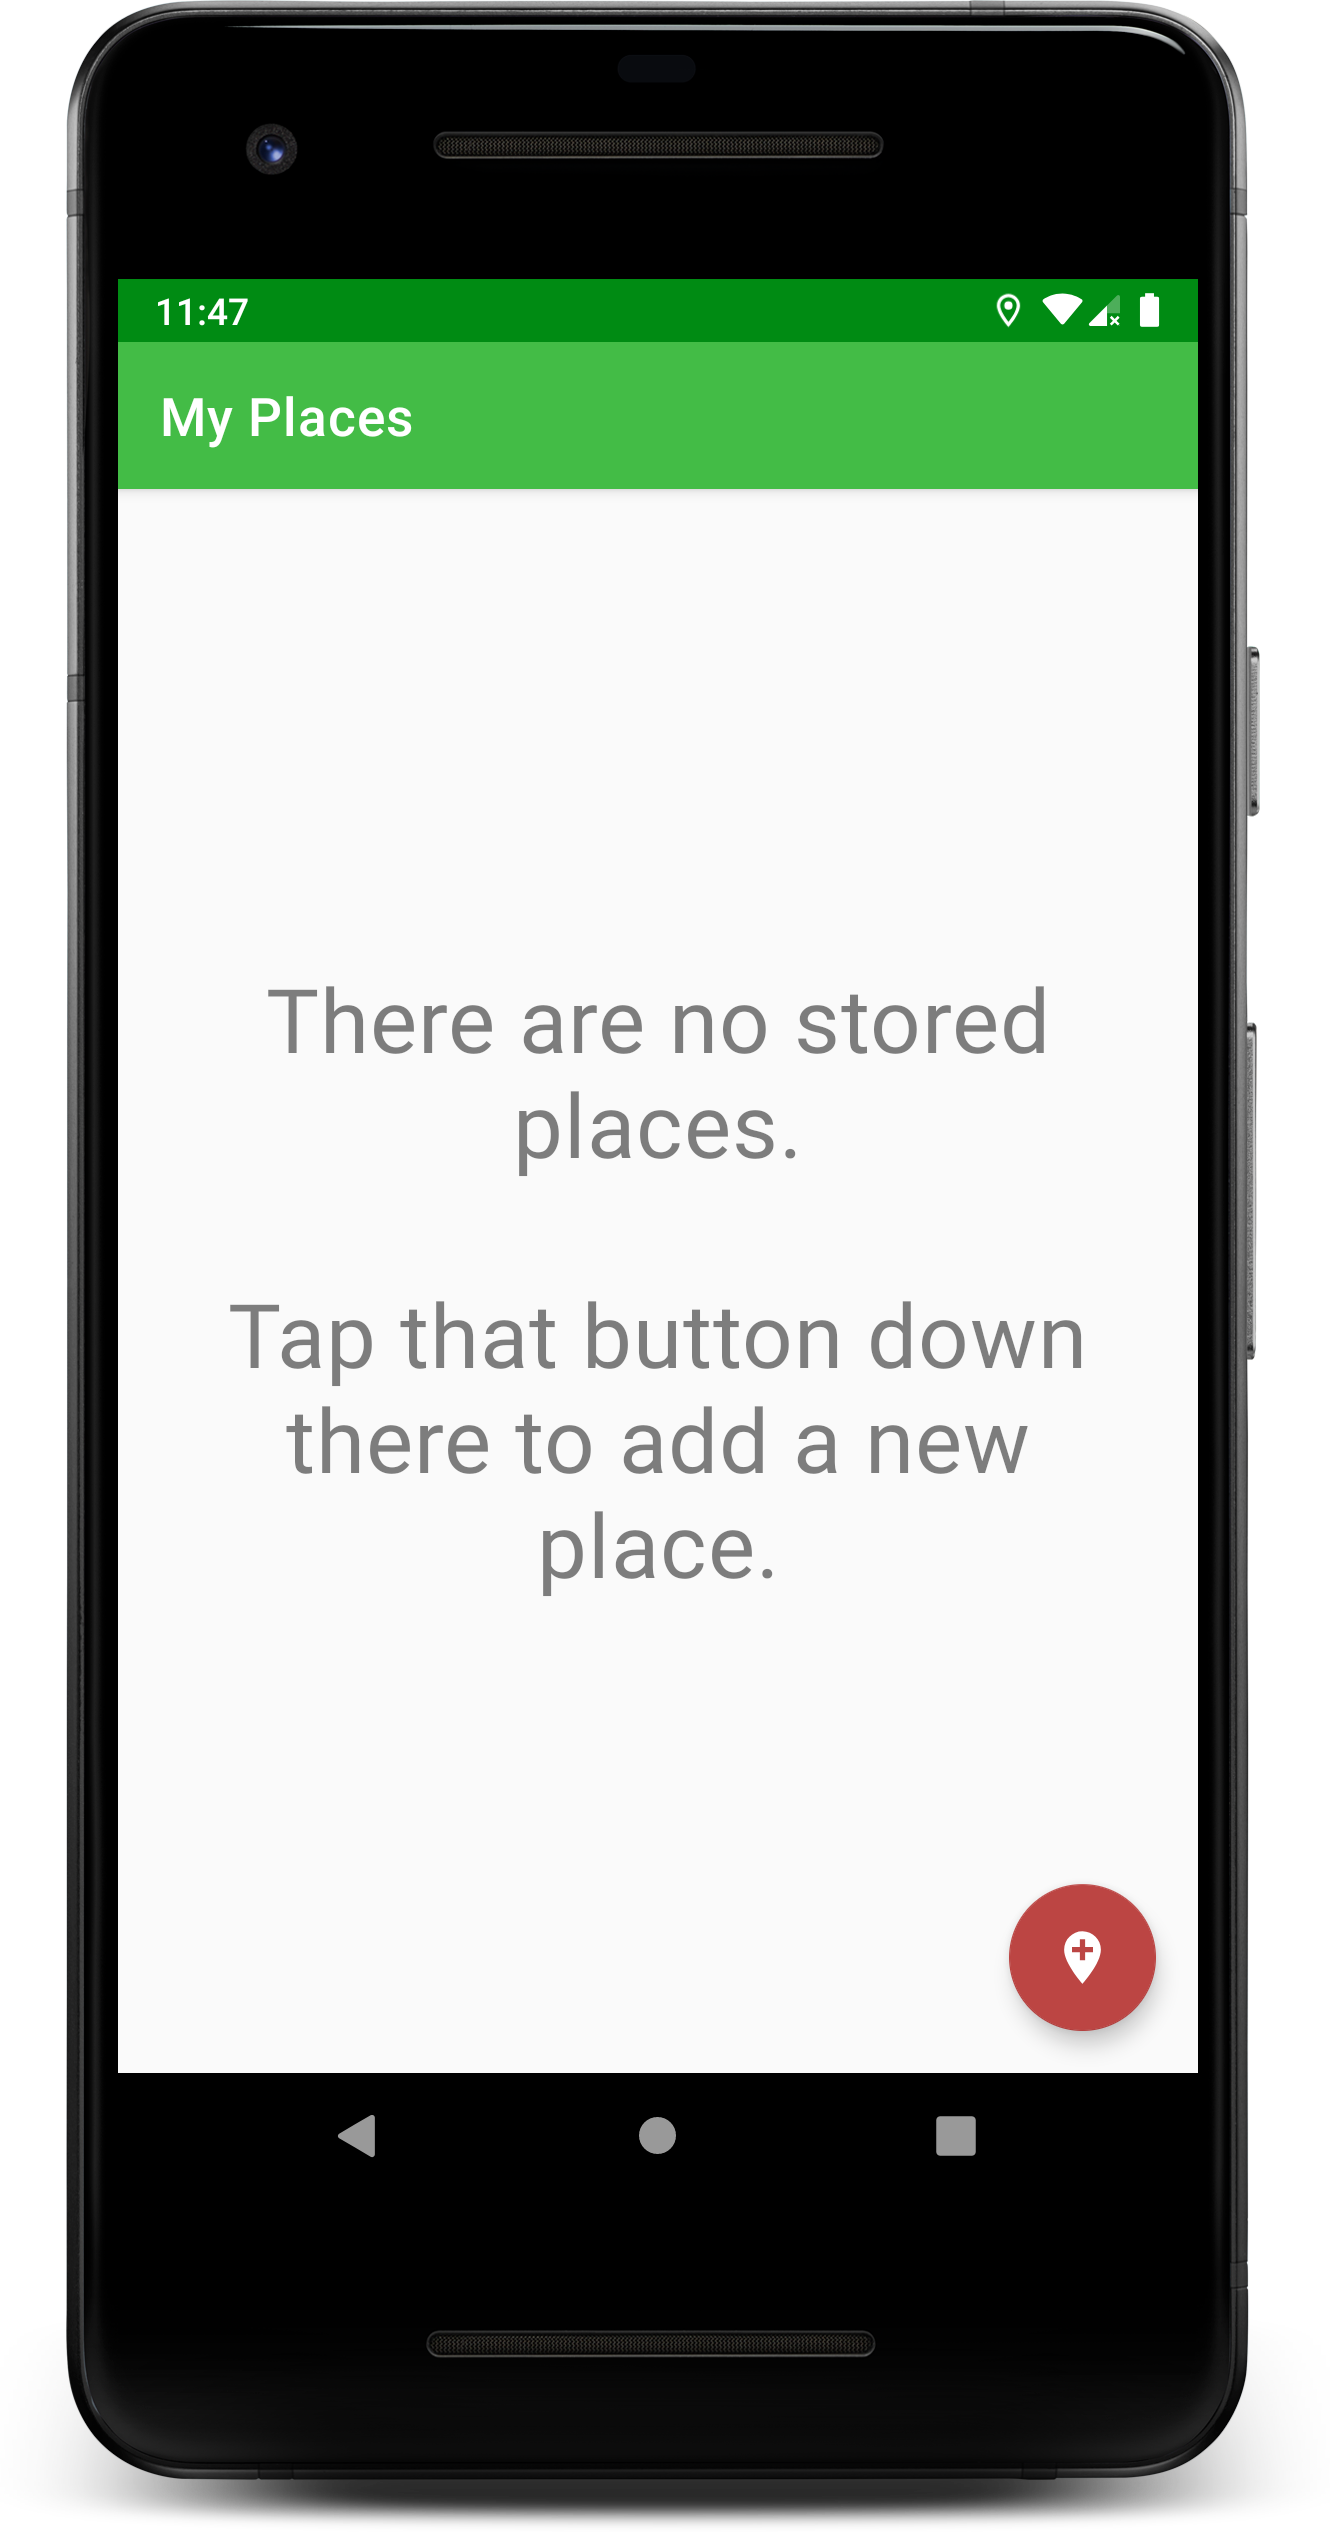 11:47
My Places
There are no stored
places.
Tap that button down
there to add a new
place.